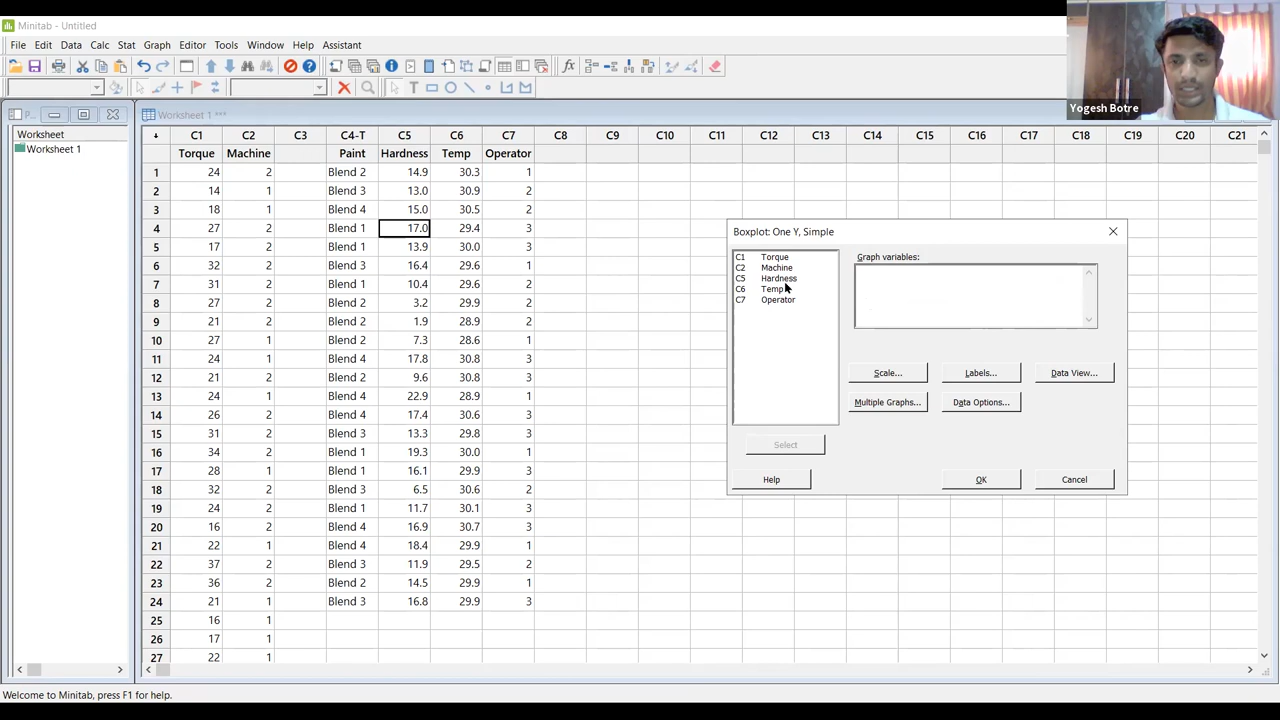 Minitab - Untitled
File Edit Data Calc Stat Graph Editor Tools Window Help Assistant
Yogesh Botre
P...
Worksheet 1 ***
Worksheet
Worksheet 1
C1 C2 C3 C4-T C5 C6 C7 C8 C9 C10 C11 C12 C13 C14 C15 C16 C17 C18 C19 C20 C21
Torque Machine Paint Hardness Temp Operator
1 24 2 Blend 2 14.9 30.3 1
2 14 1 Blend 3 13.0 30.9 2
3 18 1 Blend 4 15.0 30.5 2
4 27 2 Blend 1 17.0 29.4 3
5 17 2 Blend 1 13.9 30.0 3
6 32 2 Blend 3 16.4 29.6 1
7 31 2 Blend 1 10.4 29.6 2
8 27 2 Blend 2 3.2 29.9 2
9 21 2 Blend 2 1.9 28.9 2
10 27 1 Blend 2 7.3 28.6 1
11 24 1 Blend 4 17.8 30.8 3
12 21 2 Blend 2 9.6 30.8 3
13 24 1 Blend 4 22.9 28.9 1
14 26 2 Blend 4 17.4 30.6 3
15 31 2 Blend 3 13.3 29.8 3
16 34 2 Blend 1 19.3 30.0 1
17 28 1 Blend 1 16.1 29.9 3
18 32 2 Blend 3 6.5 30.6 2
19 24 2 Blend 1 11.7 30.1 3
20 16 2 Blend 4 16.9 30.7 3
21 22 1 Blend 4 18.4 29.9 1
22 37 2 Blend 3 11.9 29.5 2
23 36 2 Blend 2 14.5 29.9 1
24 21 1 Blend 3 16.8 29.9 3
25 16 1
26 17 1
27 22 1
Boxplot: One Y, Simple
C1 Torque
C2 Machine
C5 Hardness
C6 Temp
C7 Operator
Graph variables:
Scale... Labels... Data View...
Multiple Graphs... Data Options...
Select
Help OK Cancel
Welcome to Minitab, press F1 for help.